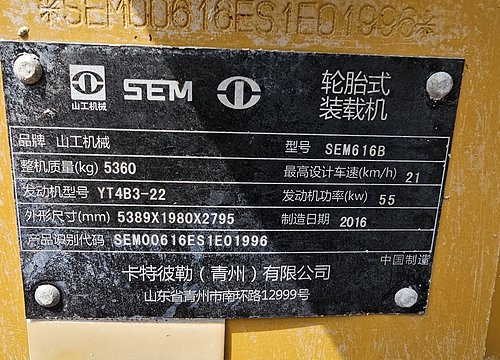 *SEM00616ES1E01996*
山工机械
SEM
轮胎式
装载机
品牌 山工机械 型号 SEM616B
整机质量(kg) 5360 最高设计车速(km/h) 21
发动机型号 YT4B3-22 发动机功率(kw) 55
外形尺寸(mm) 5389X1980X2795 制造日期 2016
产品识别代码 SEM00616ES1E01996
中国制造
卡特彼勒（青州）有限公司
山东省青州市南环路12999号